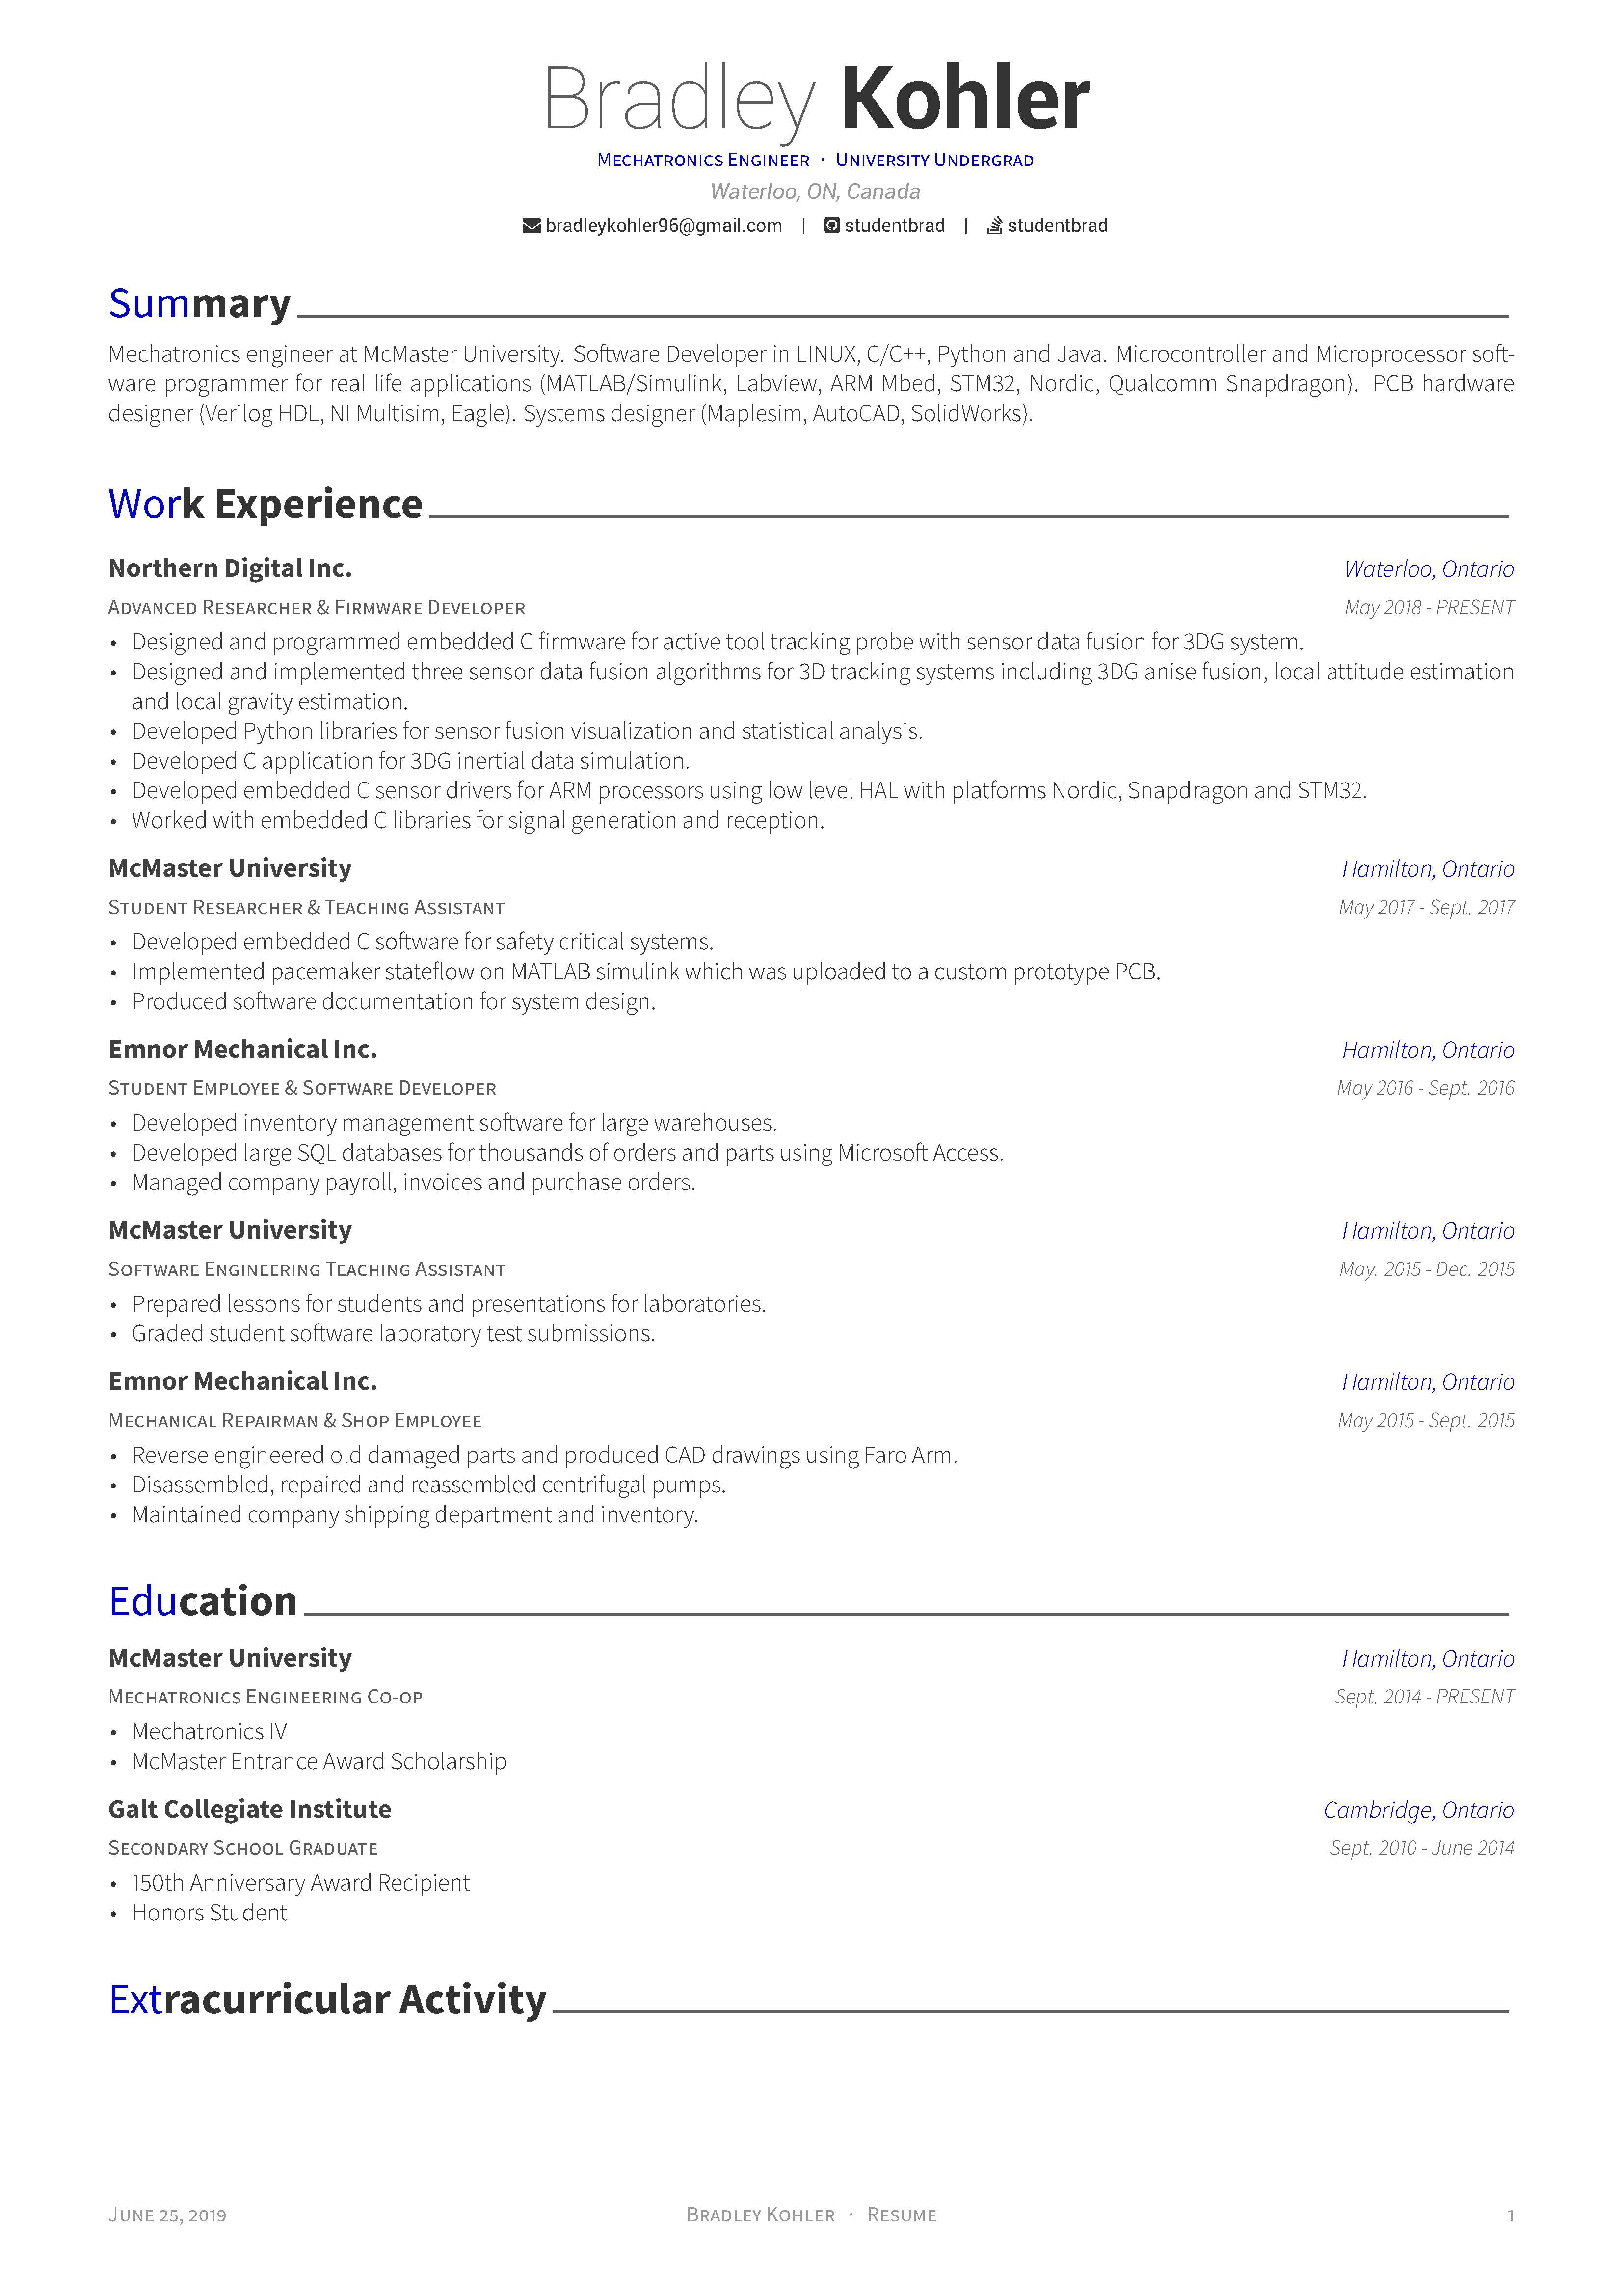 Bradley Kohler
Mechatronics Engineer · University Undergrad
Waterloo, ON, Canada
bradleykohler96@gmail.com | studentbrad | studentbrad
Summary
Mechatronics engineer at McMaster University. Software Developer in LINUX, C/C++, Python and Java. Microcontroller and Microprocessor soft-
ware programmer for real life applications (MATLAB/Simulink, Labview, ARM Mbed, STM32, Nordic, Qualcomm Snapdragon). PCB hardware
designer (Verilog HDL, NI Multisim, Eagle). Systems designer (Maplesim, AutoCAD, SolidWorks).
Work Experience
Northern Digital Inc. Waterloo, Ontario
Advanced Researcher & Firmware Developer May 2018 - PRESENT
• Designed and programmed embedded C firmware for active tool tracking probe with sensor data fusion for 3DG system.
• Designed and implemented three sensor data fusion algorithms for 3D tracking systems including 3DG anise fusion, local attitude estimation
and local gravity estimation.
• Developed Python libraries for sensor fusion visualization and statistical analysis.
• Developed C application for 3DG inertial data simulation.
• Developed embedded C sensor drivers for ARM processors using low level HAL with platforms Nordic, Snapdragon and STM32.
• Worked with embedded C libraries for signal generation and reception.
McMaster University Hamilton, Ontario
Student Researcher & Teaching Assistant May 2017 - Sept. 2017
• Developed embedded C software for safety critical systems.
• Implemented pacemaker stateflow on MATLAB simulink which was uploaded to a custom prototype PCB.
• Produced software documentation for system design.
Emnor Mechanical Inc. Hamilton, Ontario
Student Employee & Software Developer May 2016 - Sept. 2016
• Developed inventory management software for large warehouses.
• Developed large SQL databases for thousands of orders and parts using Microsoft Access.
• Managed company payroll, invoices and purchase orders.
McMaster University Hamilton, Ontario
Software Engineering Teaching Assistant May. 2015 - Dec. 2015
• Prepared lessons for students and presentations for laboratories.
• Graded student software laboratory test submissions.
Emnor Mechanical Inc. Hamilton, Ontario
Mechanical Repairman & Shop Employee May 2015 - Sept. 2015
• Reverse engineered old damaged parts and produced CAD drawings using Faro Arm.
• Disassembled, repaired and reassembled centrifugal pumps.
• Maintained company shipping department and inventory.
Education
McMaster University Hamilton, Ontario
Mechatronics Engineering Co-op Sept. 2014 - PRESENT
• Mechatronics IV
• McMaster Entrance Award Scholarship
Galt Collegiate Institute Cambridge, Ontario
Secondary School Graduate Sept. 2010 - June 2014
• 150th Anniversary Award Recipient
• Honors Student
Extracurricular Activity
June 25, 2019 Bradley Kohler · Resume 1